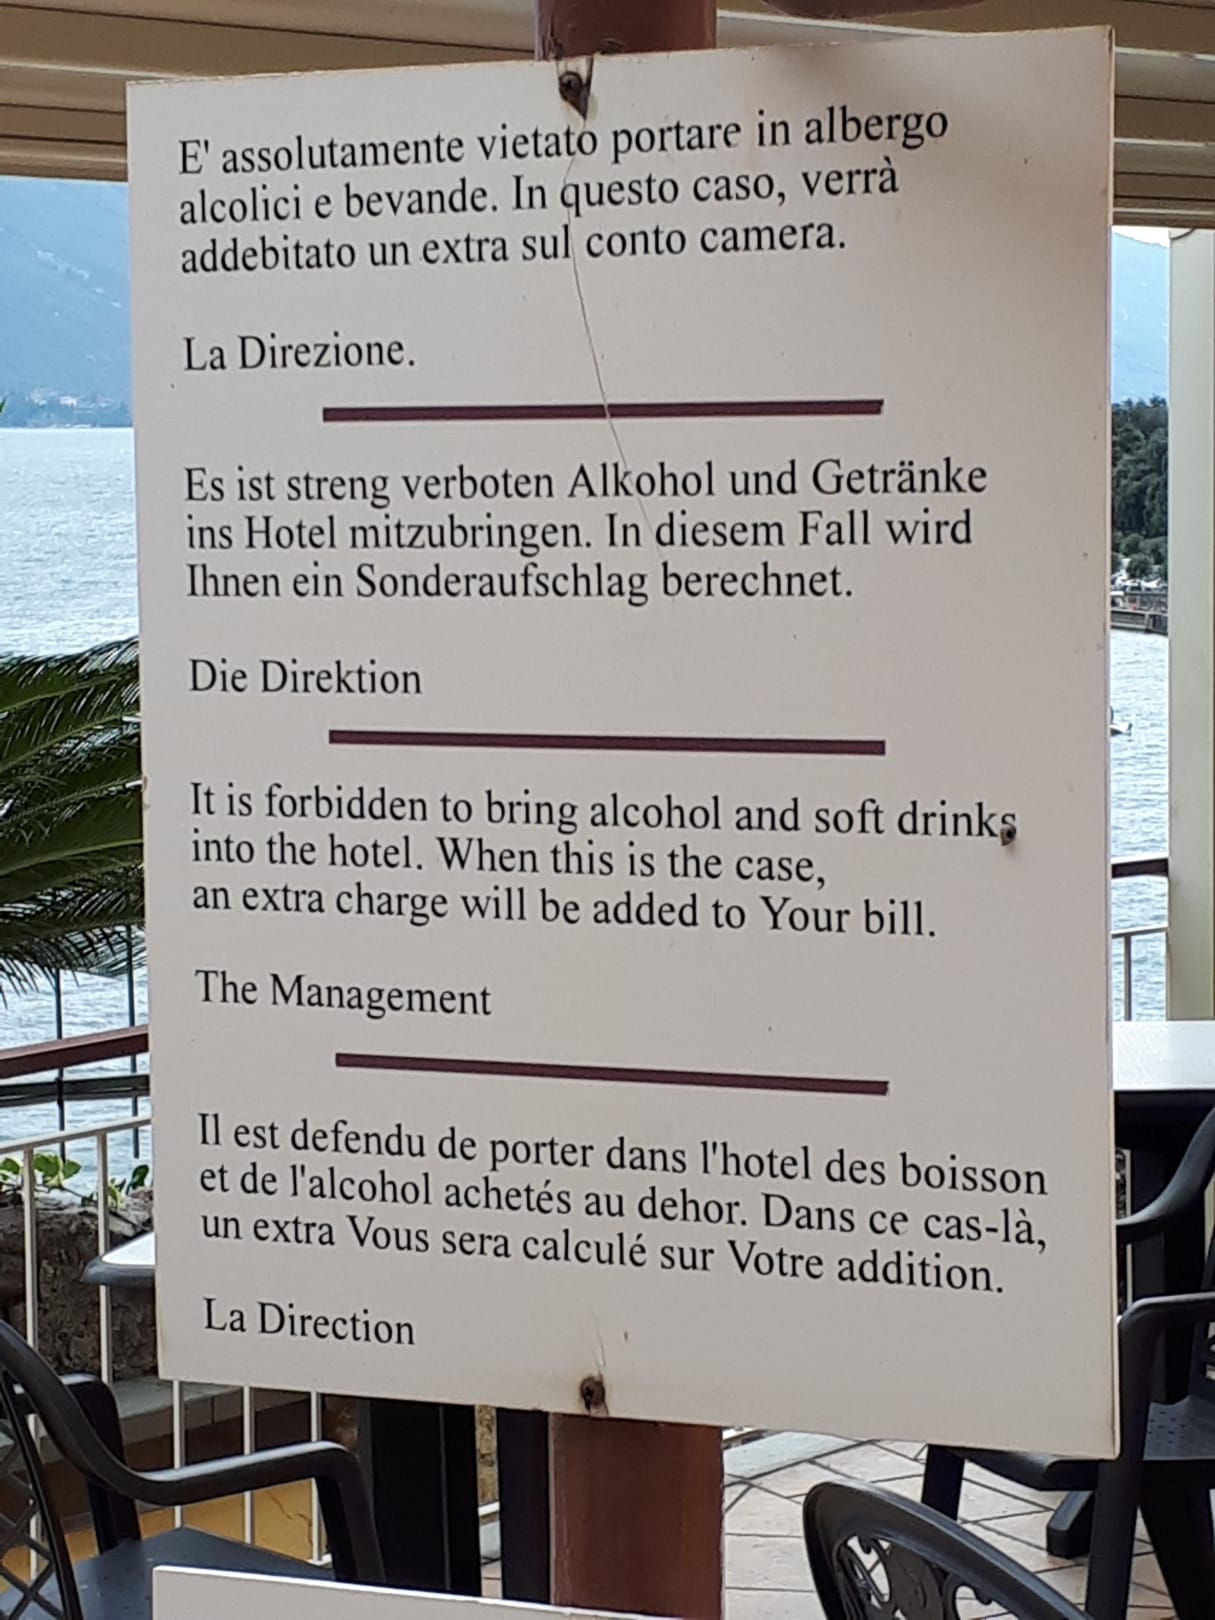 E' assolutamente vietato portare in albergo
alcolici e bevande. In questo caso, verrà
addebitato un extra sul conto camera.
La Direzione.
Es ist streng verboten Alkohol und Getränke
ins Hotel mitzubringen. In diesem Fall wird
Ihnen ein Sonderaufschlag berechnet.
Die Direktion
It is forbidden to bring alcohol and soft drinks
into the hotel. When this is the case,
an extra charge will be added to Your bill.
The Management
Il est defendu de porter dans l'hotel des boisson
et de l'alcohol achetés au dehor. Dans ce cas-là,
un extra Vous sera calculé sur Votre addition.
La Direction